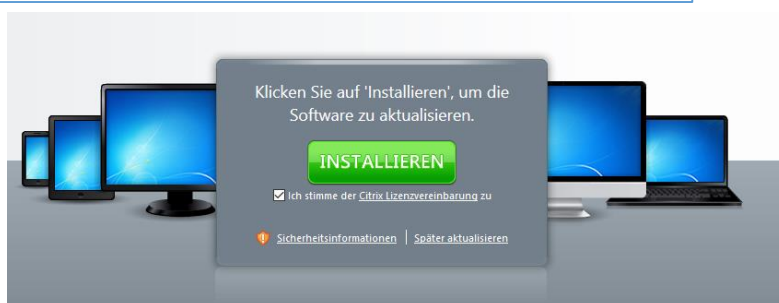 Klicken Sie auf 'Installieren', um die
Software zu aktualisieren.
INSTALLIEREN
Ich stimme der Citrix Lizenzvereinbarung zu
Sicherheitsinformationen | Später aktualisieren